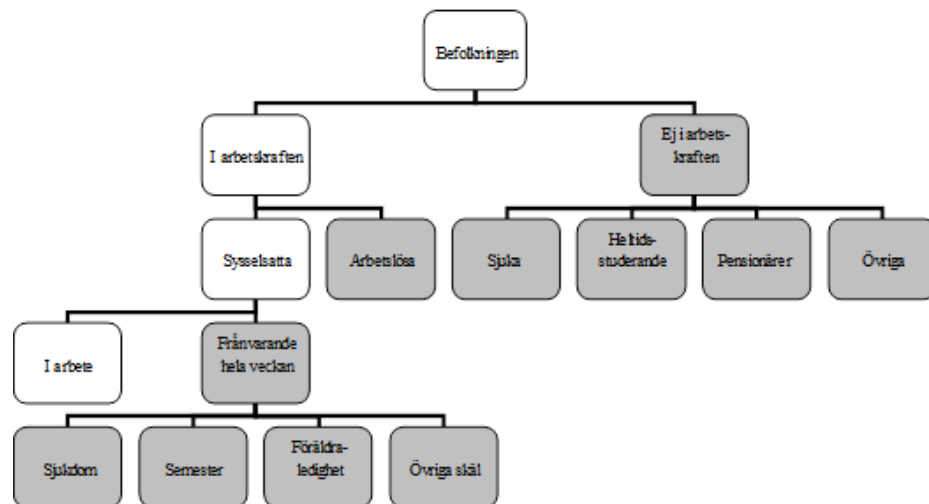 Befolkningen
I arbetskraften
Ej i arbets-
kraften
Sysselsatta
Arbetslösa
Sjuka
Heltids-
studerande
Pensionärer
Övriga
I arbete
Frånvarande
hela veckan
Sjukdom
Semester
Föräldra-
ledighet
Övriga skäl